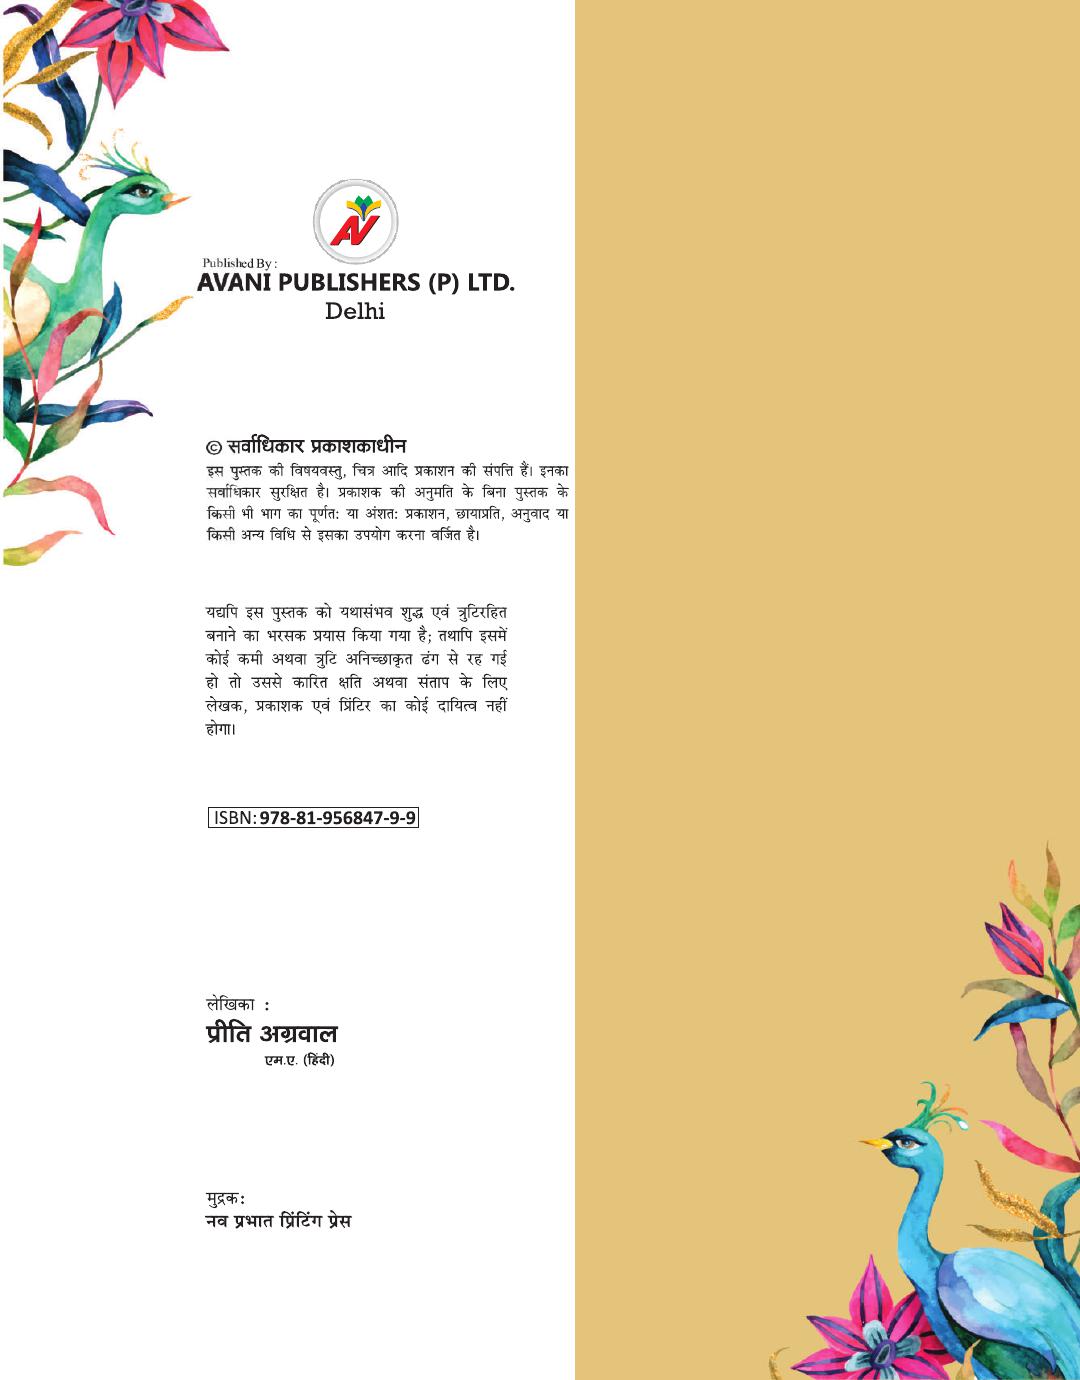 AV
Published By :
AVANI PUBLISHERS (P) LTD.
Delhi
© सर्वाधिकार प्रकाशकाधीन
इस पुस्तक की विषयवस्तु, चित्र आदि प्रकाशन की संपत्ति हैं। इनका
सर्वाधिकार सुरक्षित है। प्रकाशक की अनुमति के बिना पुस्तक के
किसी भी भाग का पूर्णत: या अंशत: प्रकाशन, छायाप्रति, अनुवाद या
किसी अन्य विधि से इसका उपयोग करना वर्जित है।
यद्यपि इस पुस्तक को यथासंभव शुद्ध एवं त्रुटिरहित
बनाने का भरसक प्रयास किया गया है; तथापि इसमें
कोई कमी अथवा त्रुटि अनिच्छाकृत ढंग से रह गई
हो तो उससे कारित क्षति अथवा संताप के लिए
लेखक, प्रकाशक एवं प्रिंटिर का कोई दायित्व नहीं
होगा।
ISBN: 978-81-956847-9-9
लेखिका :
प्रीति अग्रवाल
एम.ए. (हिंदी)
मुद्रक:
नव प्रभात प्रिंटिंग प्रेस